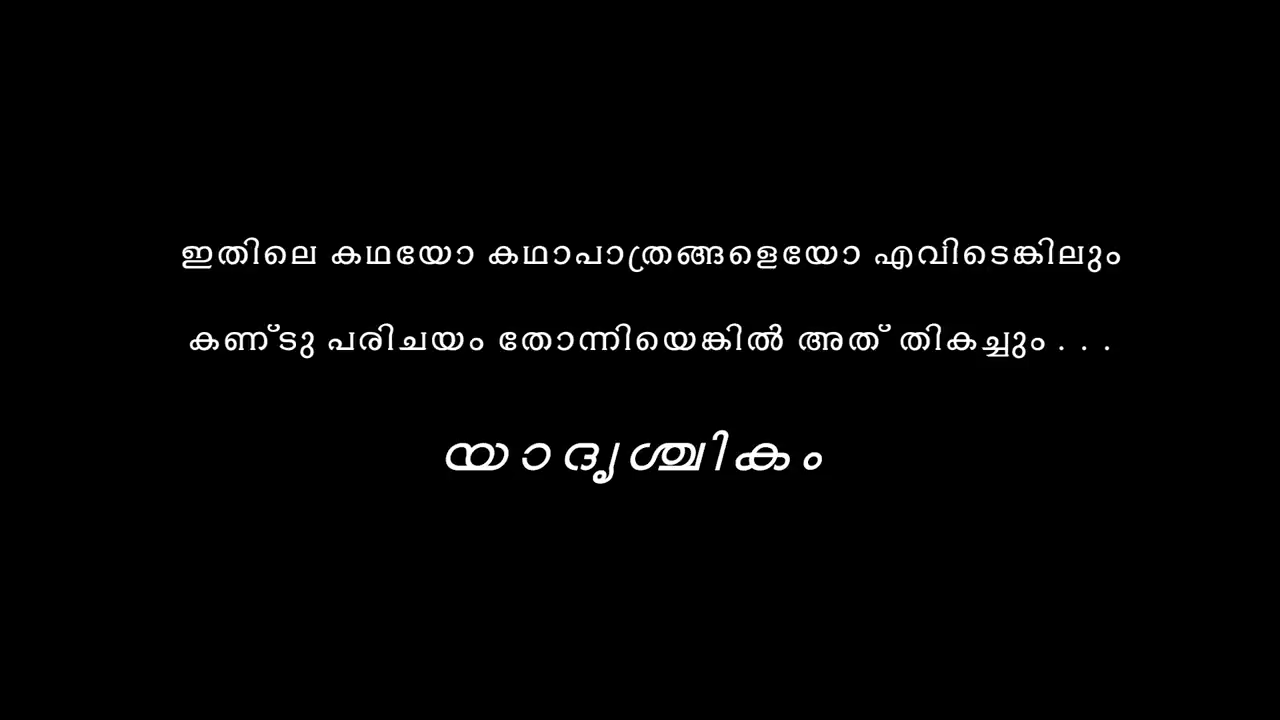 ഇതിലെ കഥയോ കഥാപാത്രങ്ങളെയോ എവിടെങ്കിലും
കണ്ടു പരിചയം തോന്നിയെങ്കിൽ അത് തികച്ചും . . .
യാദൃശ്ചികം